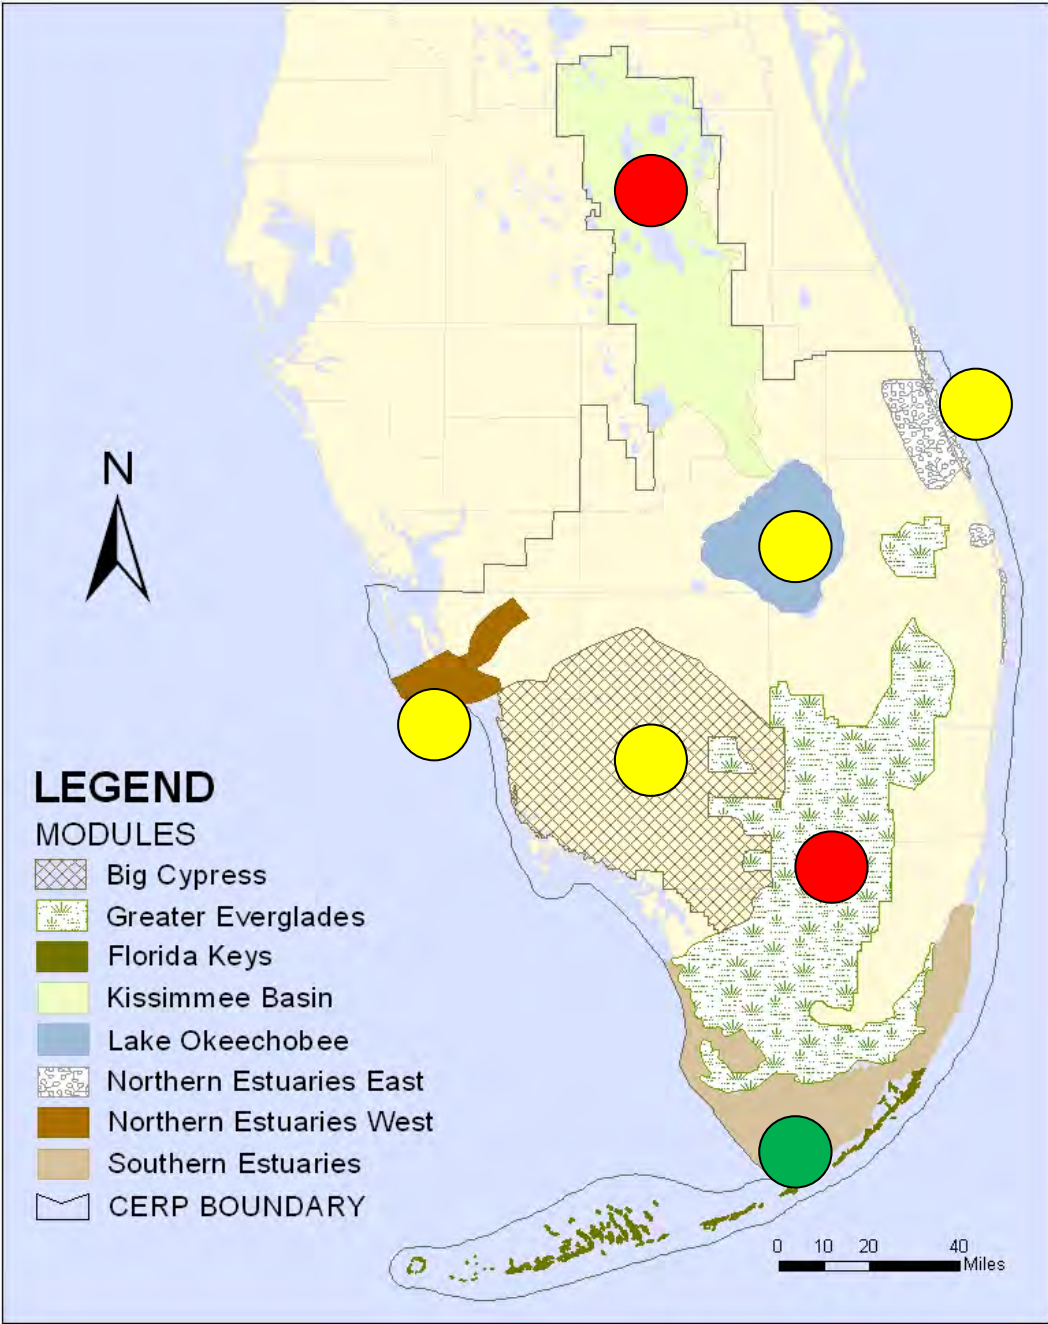 N
LEGEND
MODULES
Big Cypress
Greater Everglades
Florida Keys
Kissimmee Basin
Lake Okeechobee
Northern Estuaries East
Northern Estuaries West
Southern Estuaries
CERP BOUNDARY
0 10 20 40
Miles